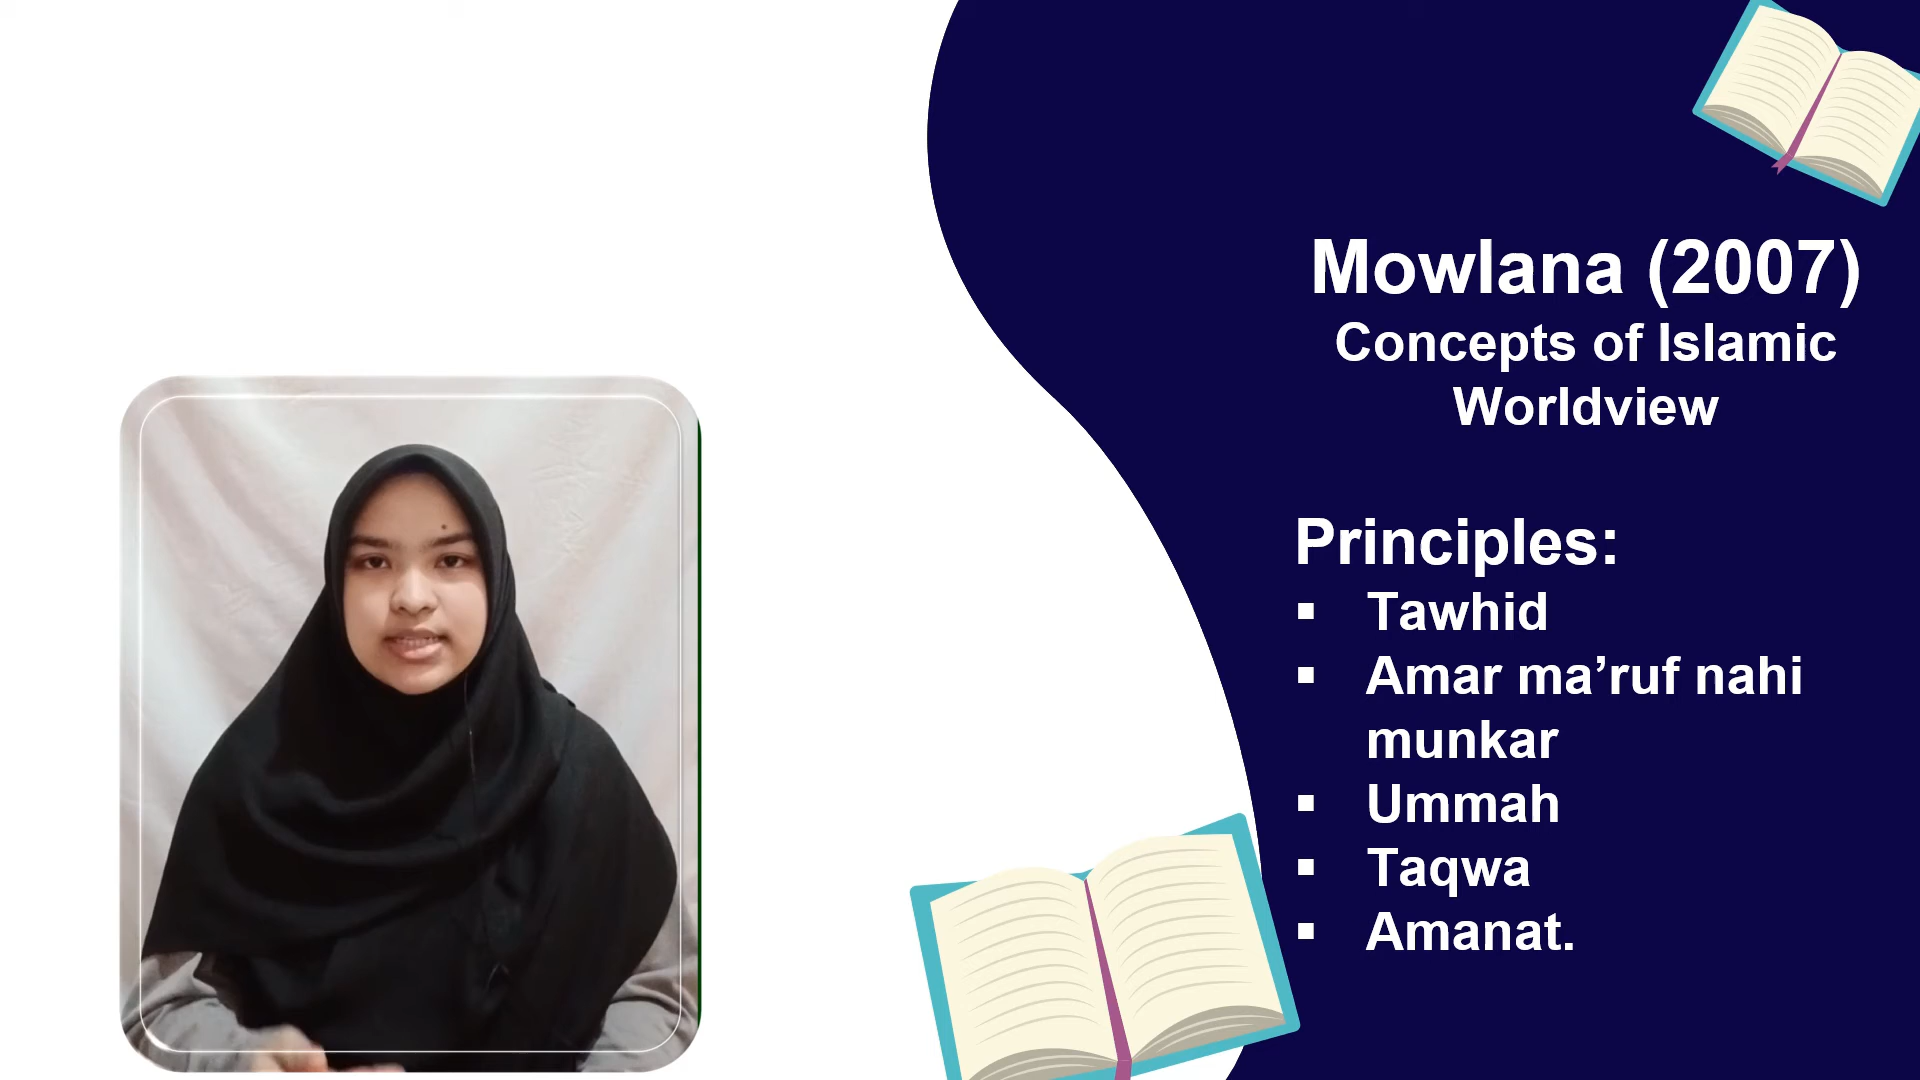 Mowlana (2007)
Concepts of Islamic
Worldview
Principles:
▪ Tawhid
▪ Amar ma’ruf nahi
munkar
▪ Ummah
▪ Taqwa
▪ Amanat.